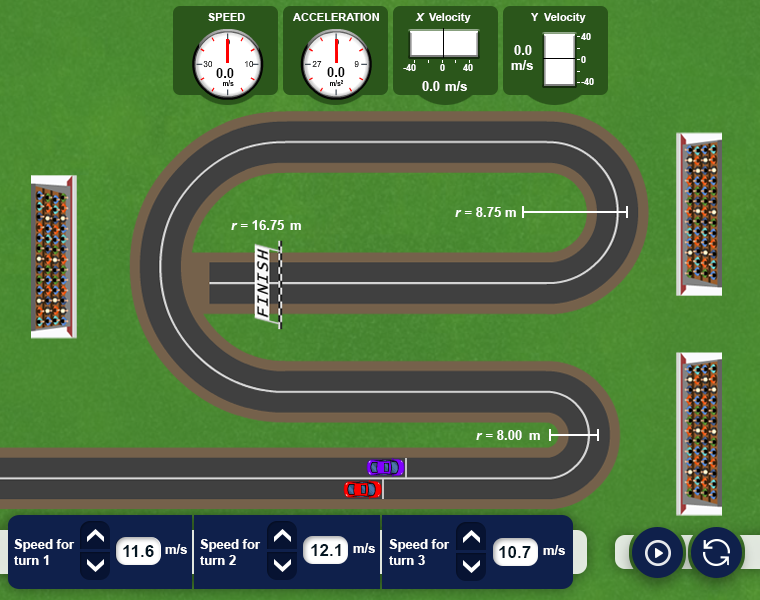 SPEED
30
10
0.0
m/s
ACCELERATION
27
9
0.0
m/s²
X Velocity
-40
0
40
0.0 m/s
Y Velocity
0.0
m/s
40
0
-40
r = 16.75 m
r = 8.75 m
FINISH
r = 8.00 m
Speed for
turn 1
11.6 m/s
Speed for
turn 2
12.1 m/s
Speed for
turn 3
10.7 m/s